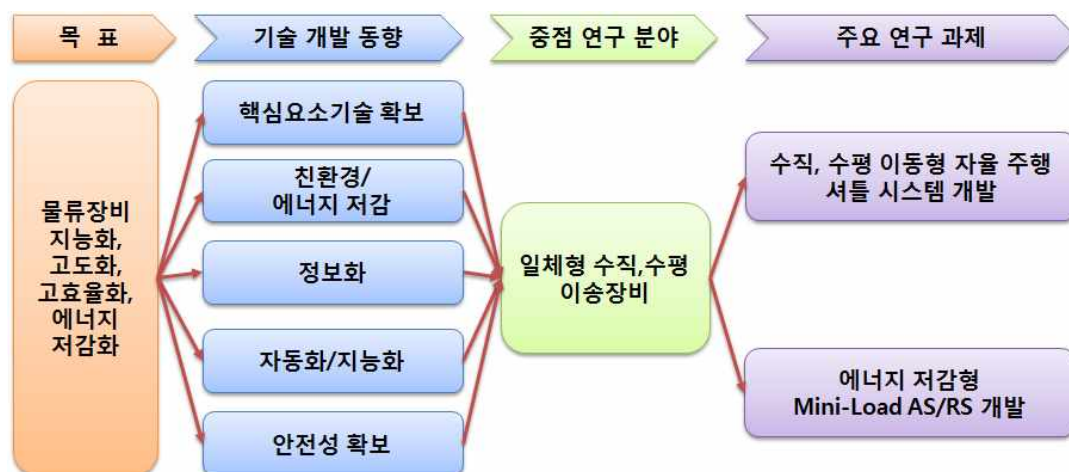 목 표
기술 개발 동향
중점 연구 분야
주요 연구 과제
물류장비
지능화,
고도화,
고효율화,
에너지
저감화
핵심요소기술 확보
친환경/
에너지 저감
정보화
자동화/지능화
안전성 확보
일체형 수직,수평
이송장비
수직, 수평 이동형 자율 주행
셔틀 시스템 개발
에너지 저감형
Mini-Load AS/RS 개발